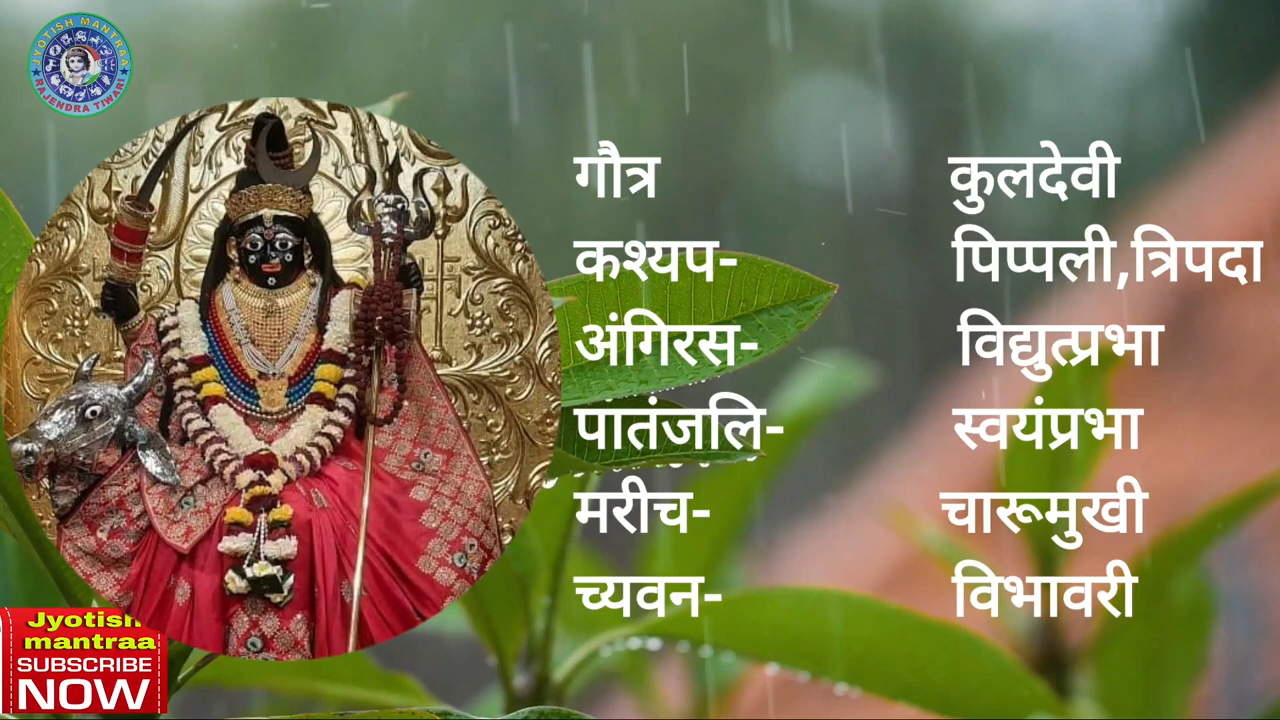 JYOTISH MANTRAA
RAJENDRA TIWARI
गौत्र कुलदेवी
कश्यप- पिप्पली,त्रिपदा
अंगिरस- विद्युत्प्रभा
पातंजलि- स्वयंप्रभा
मरीच- चारूमुखी
च्यवन- विभावरी
Jyotish
mantraa
SUBSCRIBE
NOW